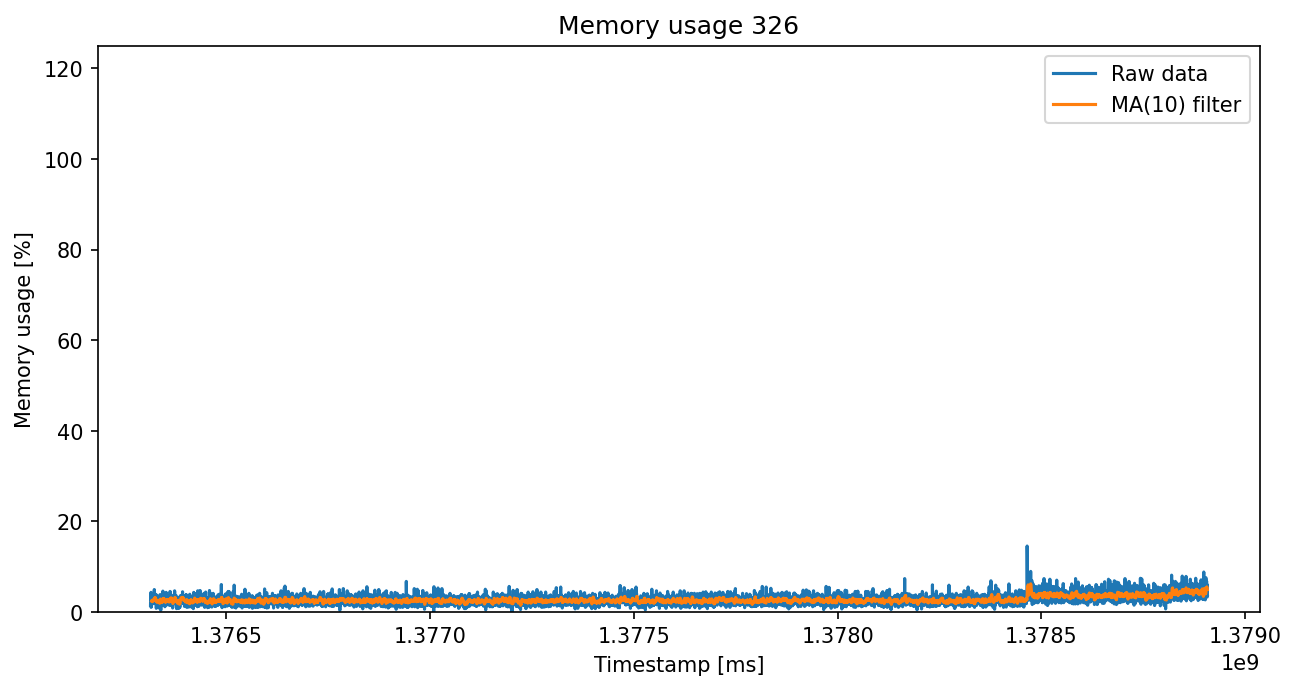 Memory usage 326
Raw data
MA(10) filter
Memory usage [%]
120
100
80
60
40
20
0
1.3765 1.3770 1.3775 1.3780 1.3785 1.3790
1e9
Timestamp [ms]